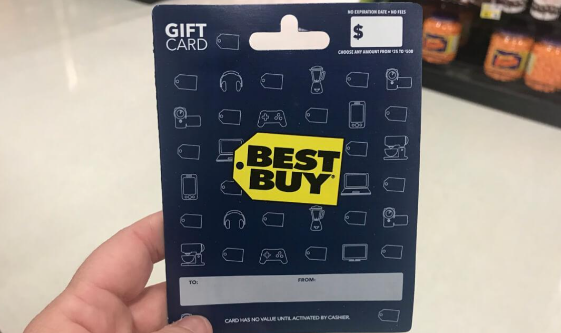 GIFT
CARD
NO EXPIRATION DATE • NO FEES
$
CHOOSE ANY AMOUNT FROM $25 TO $500
BEST
BUY®
TO:
FROM:
CARD HAS NO VALUE UNTIL ACTIVATED BY CASHIER.